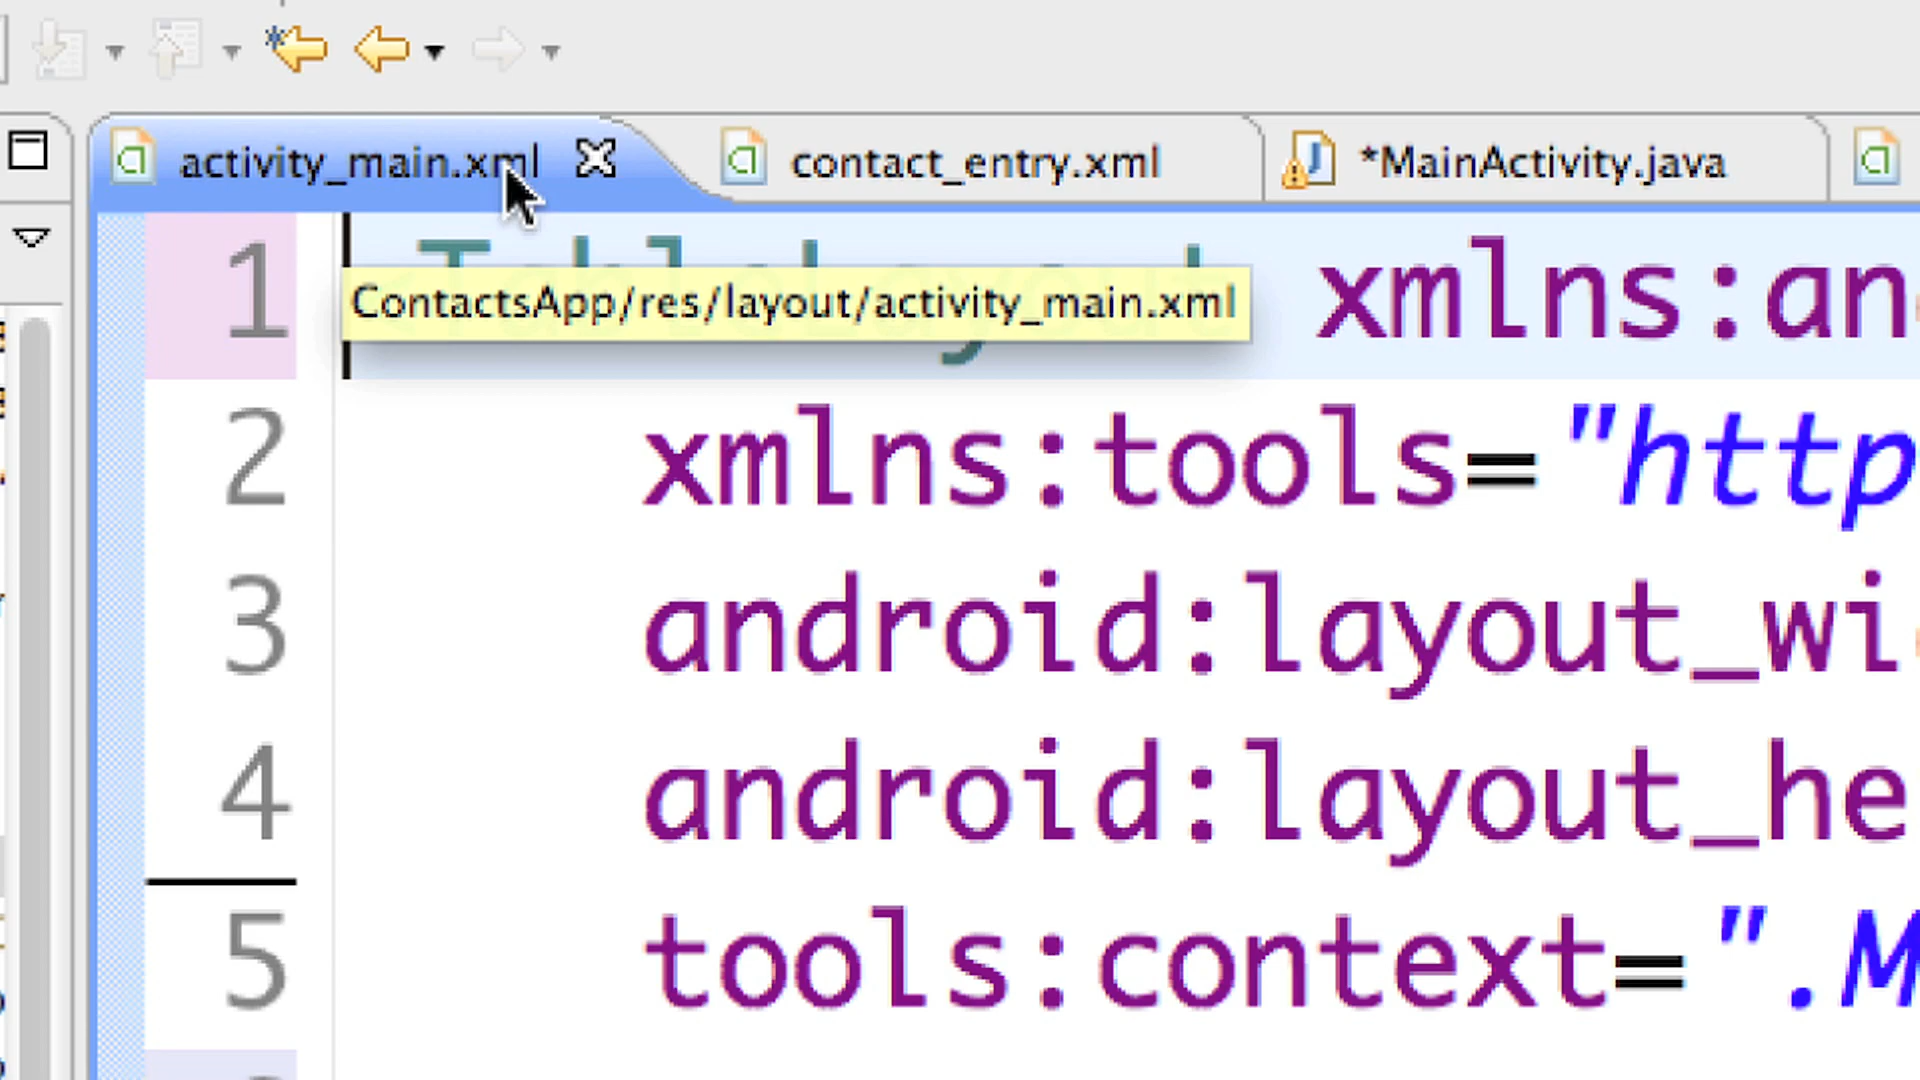 activity_main.xml contact_entry.xml *MainActivity.java
1 TableLayout xmlns:an
ContactsApp/res/layout/activity_main.xml
2 xmlns:tools="http
3 android:layout_wi
4 android:layout_he
5 tools:context=".M